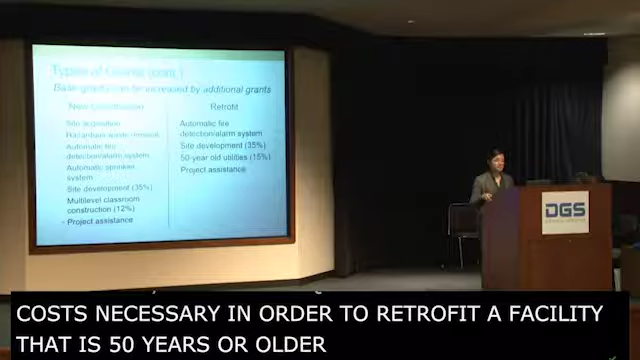 Types of Grants (cont.)
Base grants can be increased by additional grants
New Construction
Site acquisition
Hazardous waste removal
Automatic fire
detection/alarm system
Automatic sprinkler
system
Site development (35%)
Multilevel classroom
construction (12%)
- Project assistance
Retrofit
Automatic fire
detection/alarm system
Site development (35%)
50-year old utilities (15%)
Project assistance
DGS
COSTS NECESSARY IN ORDER TO RETROFIT A FACILITY
THAT IS 50 YEARS OR OLDER